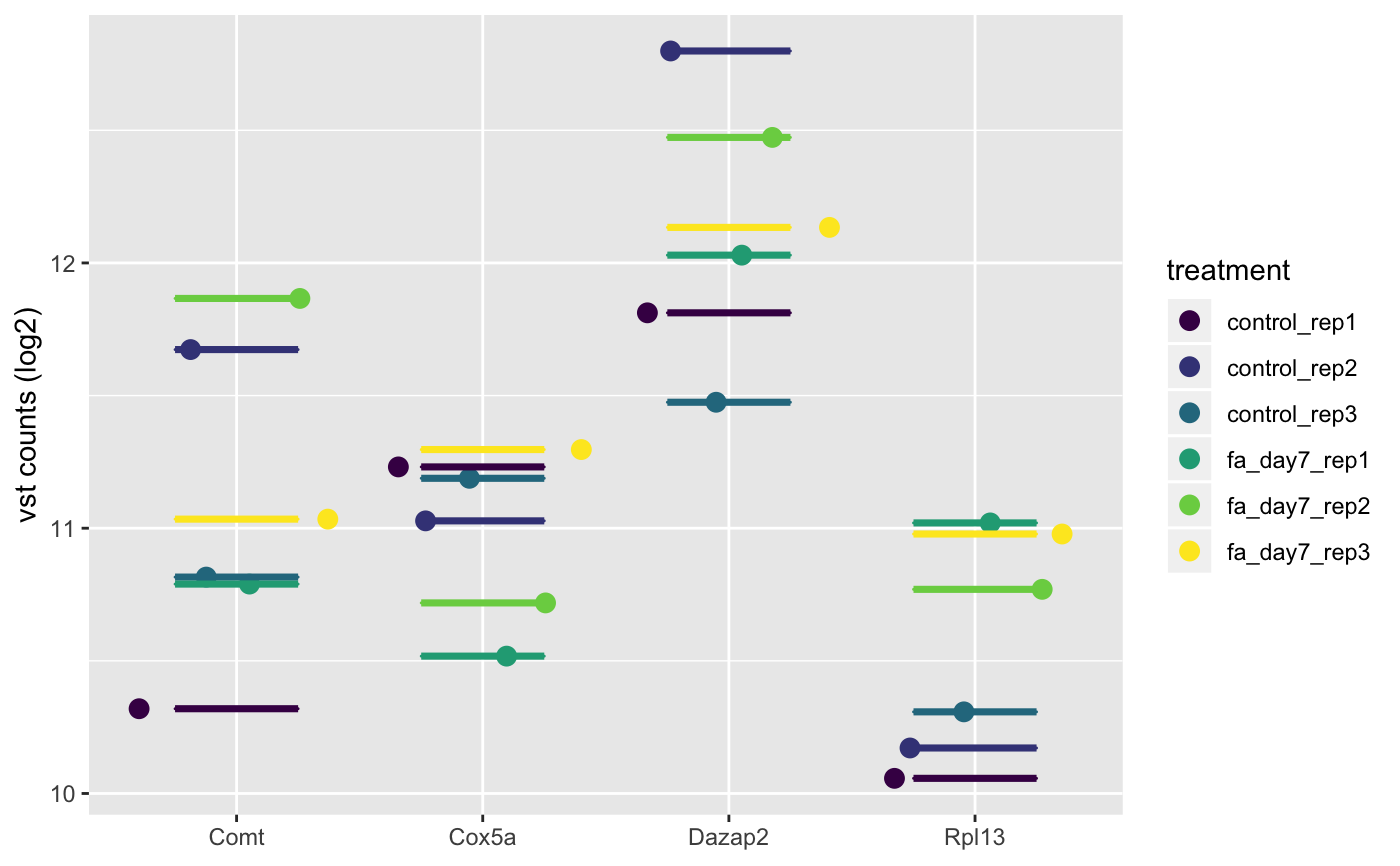 vst counts (log2)
12
11
10
Comt
Cox5a
Dazap2
Rpl13
treatment
control_rep1
control_rep2
control_rep3
fa_day7_rep1
fa_day7_rep2
fa_day7_rep3